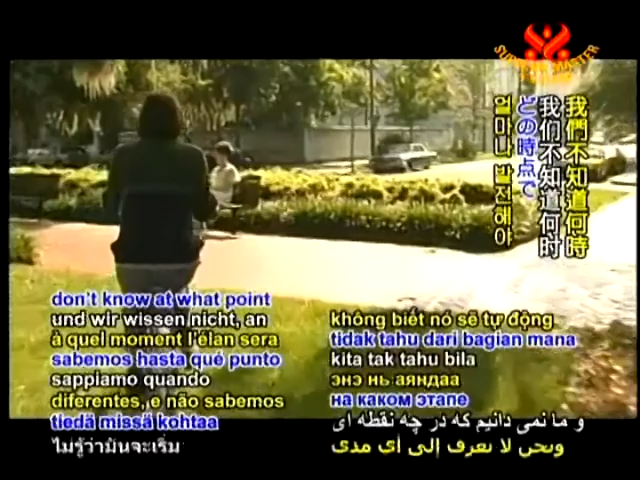 SUPREME MASTER
我們不知道何時
我们不知道何时
どの時点で
얼마나 발전해야
don't know at what point
und wir wissen nicht, an
à quel moment l'élan sera
sabemos hasta qué punto
sappiamo quando
diferentes, e não sabemos
tiedä missä kohtaa
ไม่รู้ว่ามันจะเริ่ม
không biết nó sẽ tự động
tidak tahu dari bagian mana
kita tak tahu bila
энэ нь аяндаа
на каком этапе
و ما نمی دانیم که در چه نقطه ای
ونحن لا نعرف إلى أي مدى